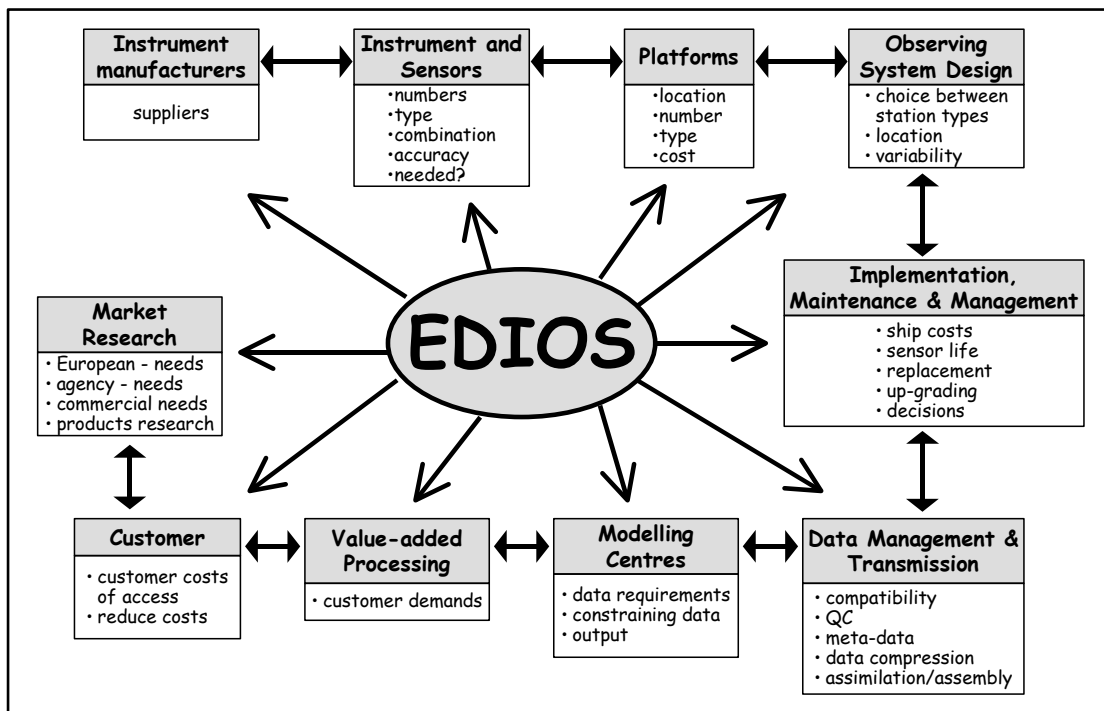 Instrument
manufacturers
suppliers
Instrument and
Sensors
•numbers
•type
•combination
•accuracy
•needed?
Platforms
•location
•number
•type
•cost
Observing
System Design
• choice between
station types
• location
• variability
Implementation,
Maintenance & Management
• ship costs
• sensor life
• replacement
• up-grading
• decisions
Market
Research
• European - needs
• agency - needs
• commercial needs
• products research
EDIOS
Customer
• customer costs
of access
• reduce costs
Value-added
Processing
• customer demands
Modelling
Centres
• data requirements
• constraining data
• output
Data Management &
Transmission
• compatibility
• QC
• meta-data
• data compression
• assimilation/assembly